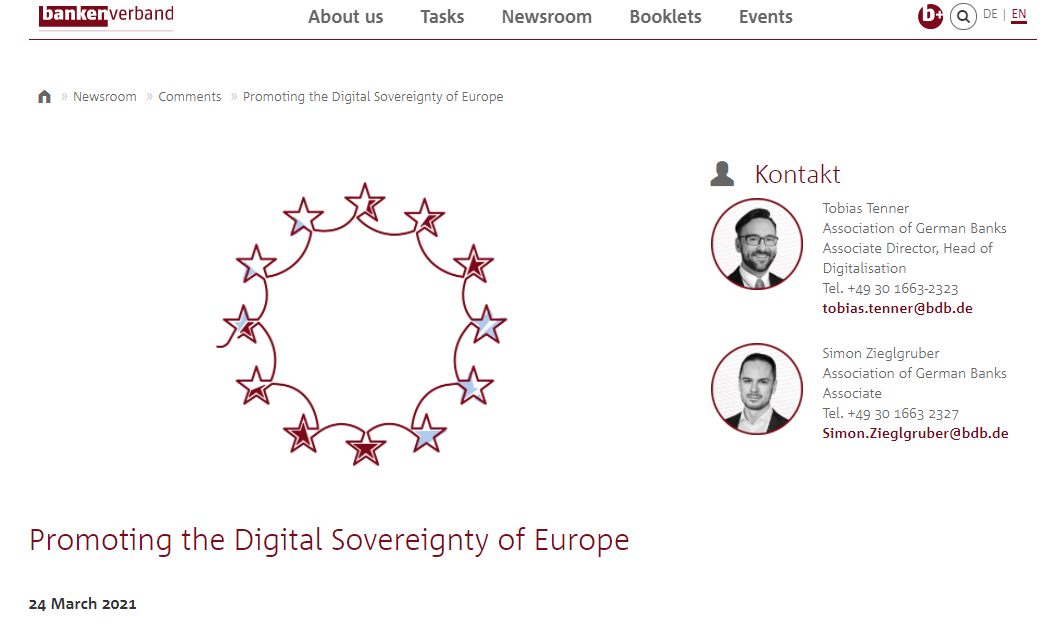 bankenverband
About us Tasks Newsroom Booklets Events
b+ DE | EN
» Newsroom » Comments » Promoting the Digital Sovereignty of Europe
Kontakt
Tobias Tenner
Association of German Banks
Associate Director, Head of
Digitalisation
Tel. +49 30 1663-2323
tobias.tenner@bdb.de
Simon Zieglgruber
Association of German Banks
Associate
Tel. +49 30 1663 2327
Simon.Zieglgruber@bdb.de
Promoting the Digital Sovereignty of Europe
24 March 2021